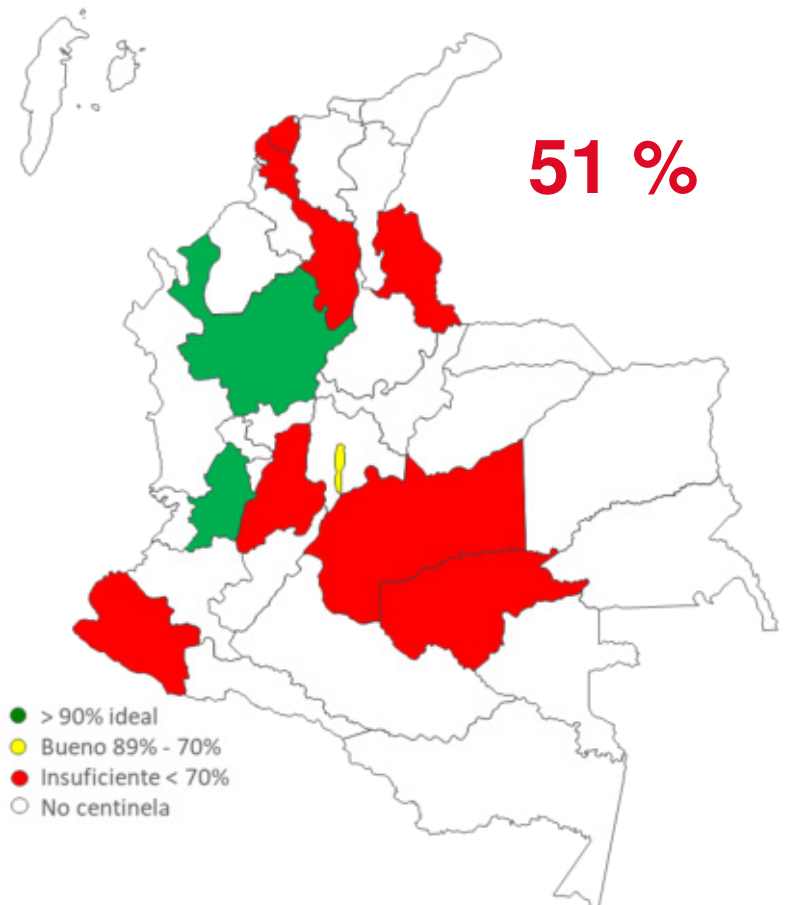 51 %
> 90% ideal
Bueno 89% - 70%
Insuficiente < 70%
No centinela